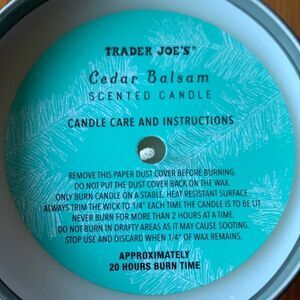 TRADER JOE'S®
Cedar Balsam
SCENTED CANDLE
CANDLE CARE AND INSTRUCTIONS
REMOVE THIS PAPER DUST COVER BEFORE BURNING.
DO NOT PUT THE DUST COVER BACK ON THE WAX.
ONLY BURN CANDLE ON A STABLE, HEAT RESISTANT SURFACE.
ALWAYS TRIM THE WICK TO 1/4" EACH TIME THE CANDLE IS TO BE LIT
NEVER BURN FOR MORE THAN 2 HOURS AT A TIME.
DO NOT BURN IN DRAFTY AREAS AS IT MAY CAUSE SOOTING.
STOP USE AND DISCARD WHEN 1/4" OF WAX REMAINS.
APPROXIMATELY
20 HOURS BURN TIME